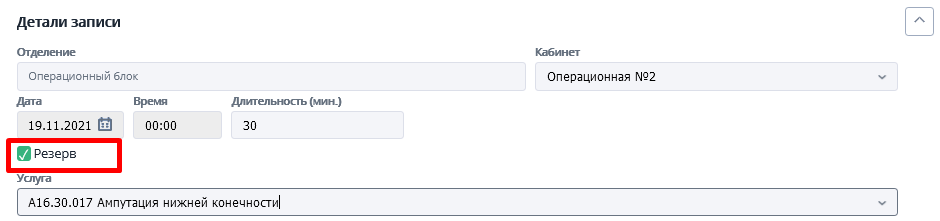 Детали записи
Отделение Кабинет
Операционный блок Операционная №2
Дата Время Длительность (мин.)
19.11.2021 00:00 30
Резерв
Услуга
A16.30.017 Ампутация нижней конечности